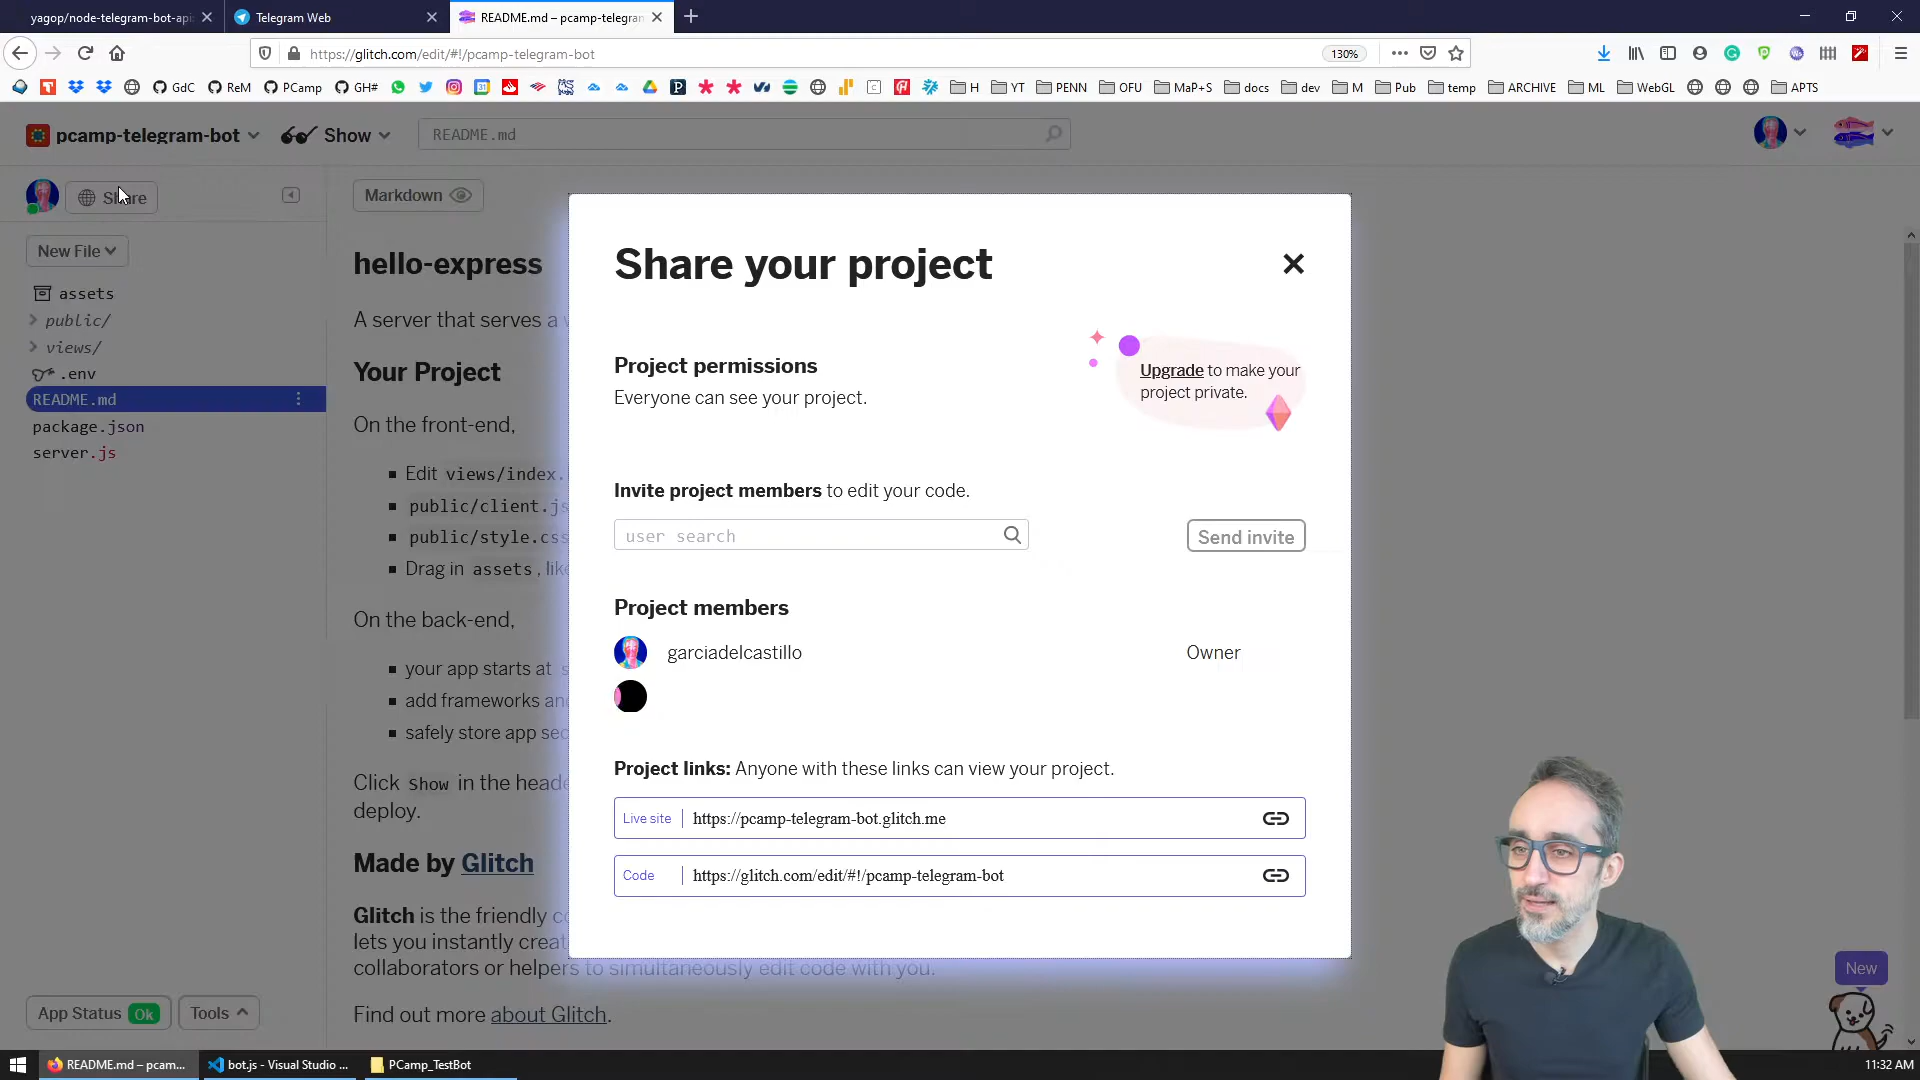 yagop/node-telegram-bot-api:
Telegram Web
README.md – pcamp-telegram
https://glitch.com/edit/#!/pcamp-telegram-bot
130%
GdC
ReM
PCamp
GH#
H
YT
PENN
OFU
MaP+S
docs
dev
M
Pub
temp
ARCHIVE
ML
WebGL
APTS
pcamp-telegram-bot
Show
README.md
Share
New File
assets
public/
views/
.env
README.md
package.json
server.js
App Status Ok
Tools
Markdown
hello-express
A server that serves a
Your Project
On the front-end,
Edit views/index.
public/client.js
public/style.css
Drag in assets, like
On the back-end,
your app starts at
add frameworks and
safely store app sec
Click show in the heade
deploy.
Made by Glitch
Glitch is the friendly co
lets you instantly creat
collaborators or helpers to simultaneously edit code with you.
Find out more about Glitch.
Share your project
Project permissions
Everyone can see your project.
Upgrade to make your
project private.
Invite project members to edit your code.
user search
Send invite
Project members
garciadelcastillo
Owner
Project links: Anyone with these links can view your project.
Live site
https://pcamp-telegram-bot.glitch.me
Code
https://glitch.com/edit/#!/pcamp-telegram-bot
New
README.md – pcam...
bot.js - Visual Studio ...
PCamp_TestBot
11:32 AM